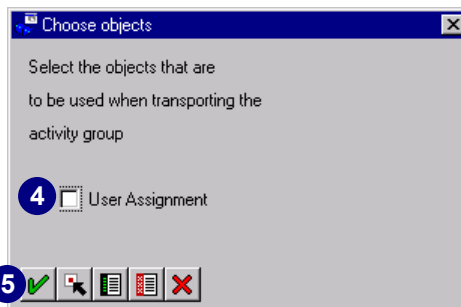 Choose objects
Select the objects that are
to be used when transporting the
activity group
4 User Assignment
5